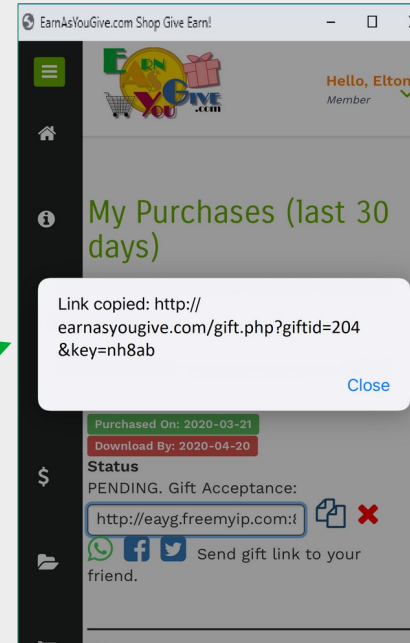 EarnAsYouGive.com Shop Give Earn!
EARN
AS
YOU GIVE
.com
Hello, Elton
Member
My Purchases (last 30
days)
Link copied: http://
earnasyougive.com/gift.php?giftid=204
&key=nh8ab
Close
Purchased On: 2020-03-21
Download By: 2020-04-20
Status
PENDING. Gift Acceptance:
http://eayg.freemyip.com:8
Send gift link to your
friend.